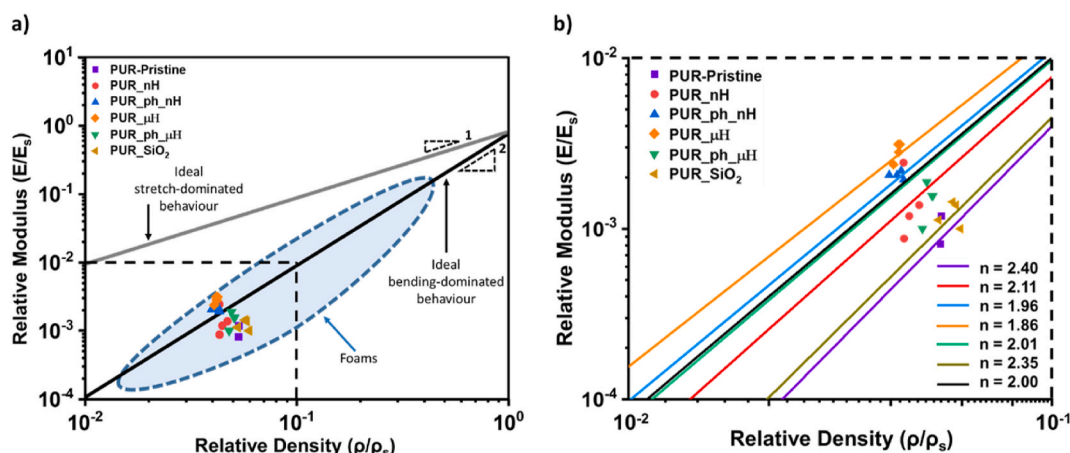 a)
Relative Modulus (E/Eₛ)
10¹
10⁰
10⁻¹
10⁻²
10⁻³
10⁻⁴
PUR-Pristine
PUR_nH
PUR_ph_nH
PUR_μH
PUR_ph_μH
PUR_SiO₂
1
2
Ideal
stretch-dominated
behaviour
Ideal
bending-dominated
behaviour
Foams
10⁻²
10⁻¹
10⁰
Relative Density (ρ/ρₛ)
b)
Relative Modulus (E/Eₛ)
10⁻²
10⁻³
10⁻⁴
PUR-Pristine
PUR_nH
PUR_ph_nH
PUR_μH
PUR_ph_μH
PUR_SiO₂
n = 2.40
n = 2.11
n = 1.96
n = 1.86
n = 2.01
n = 2.35
n = 2.00
10⁻²
10⁻¹
Relative Density (ρ/ρₛ)